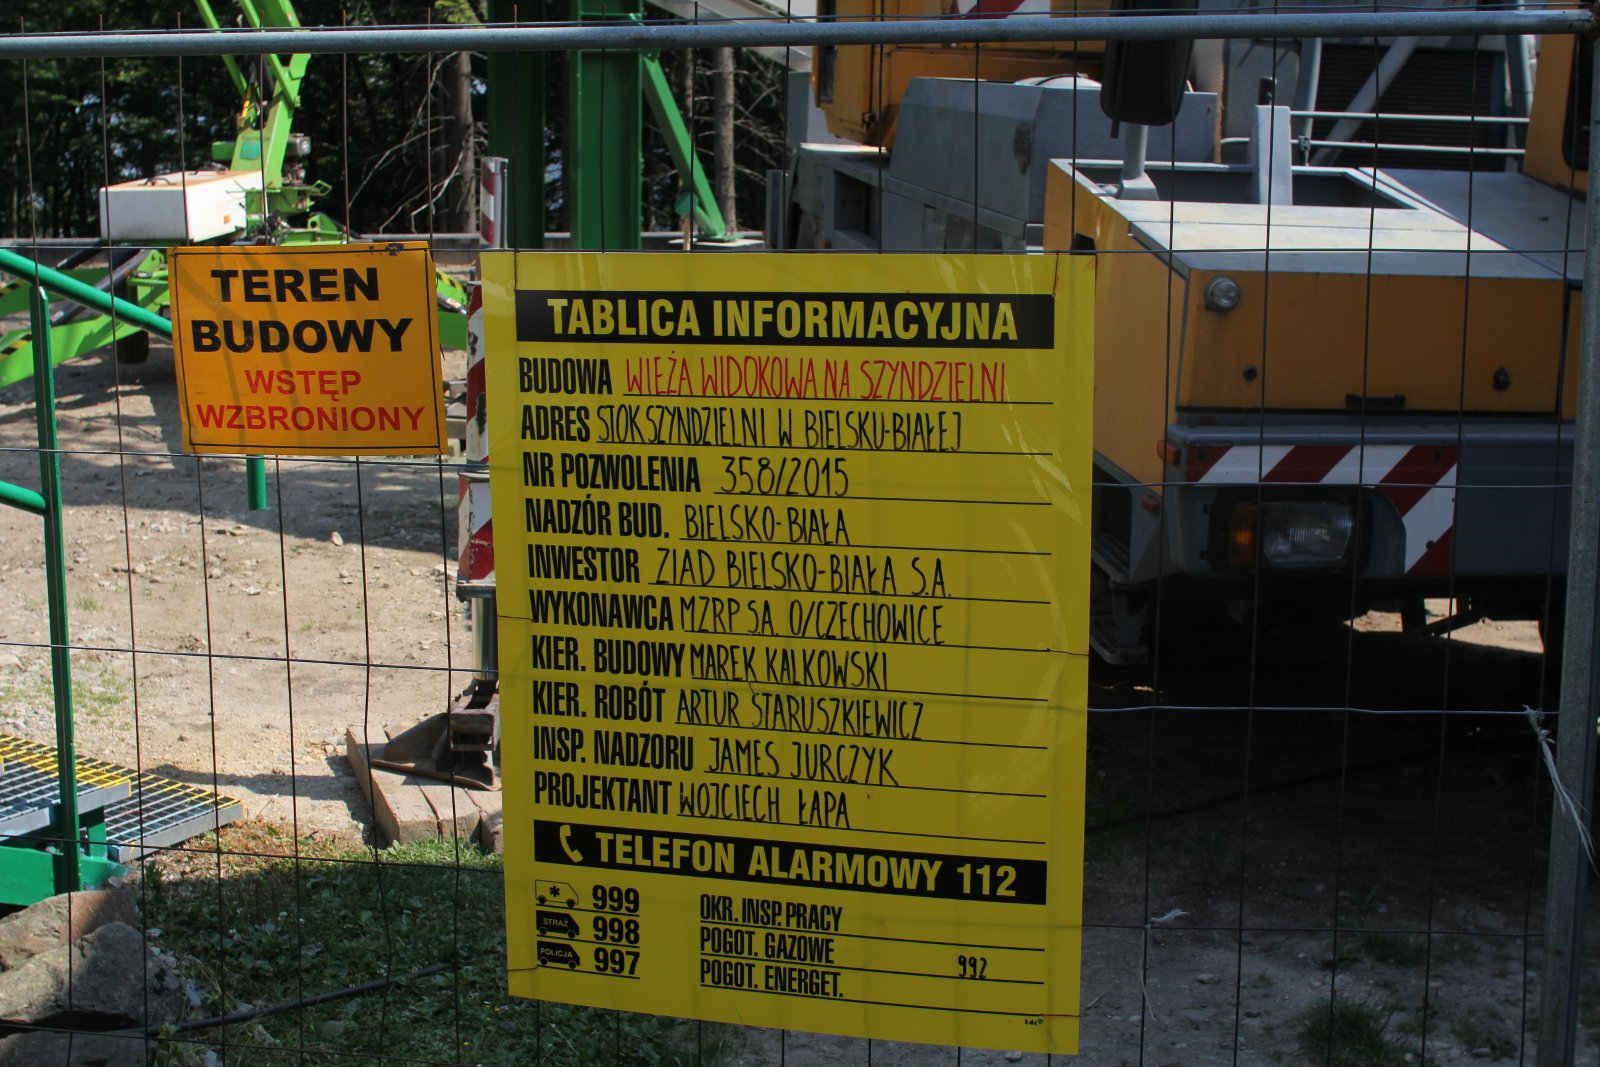 TEREN
BUDOWY
WSTĘP
WZBRONIONY
TABLICA INFORMACYJNA
BUDOWA WIEŻA WIDOKOWA NA SZYNDZIELNI
ADRES STOK SZYNDZIELNI W BIELSKU-BIAŁEJ
NR POZWOLENIA 358/2015
NADZÓR BUD. BIELSKO-BIAŁA
INWESTOR ZIAD BIELSKO-BIAŁA S.A.
WYKONAWCA MZRP S.A. O/CZECHOWICE
KIER. BUDOWY MAREK KALKOWSKI
KIER. ROBÓT ARTUR STARUSZKIEWICZ
INSP. NADZORU JAMES JURCZYK
PROJEKTANT WOJCIECH ŁAPA
TELEFON ALARMOWY 112
999
STRAŻ 998
POLICJA 997
OKR. INSP. PRACY
POGOT. GAZOWE 992
POGOT. ENERGET.
tdc